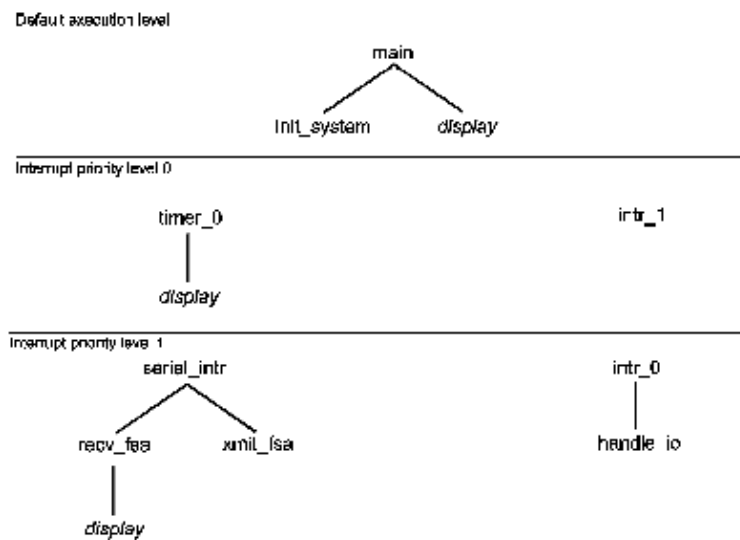 Default execution level
main
init_system display
Interrupt priority level 0
timer_0 intr_1
display
Interrupt priority level 1
serial_intr intr_0
recv_fsa xmit_fsa handle_io
display